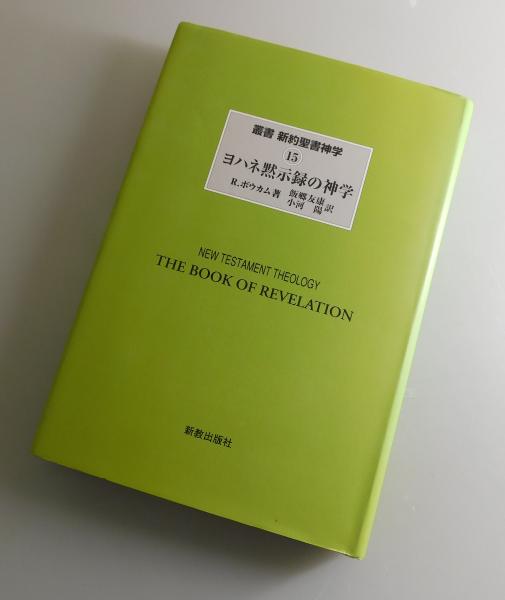 叢書 新約聖書神学
⑮
ヨハネ黙示録の神学
R.ボウカム著 飯郷友康 小河 陽 訳
NEW TESTAMENT THEOLOGY
THE BOOK OF REVELATION
新教出版社